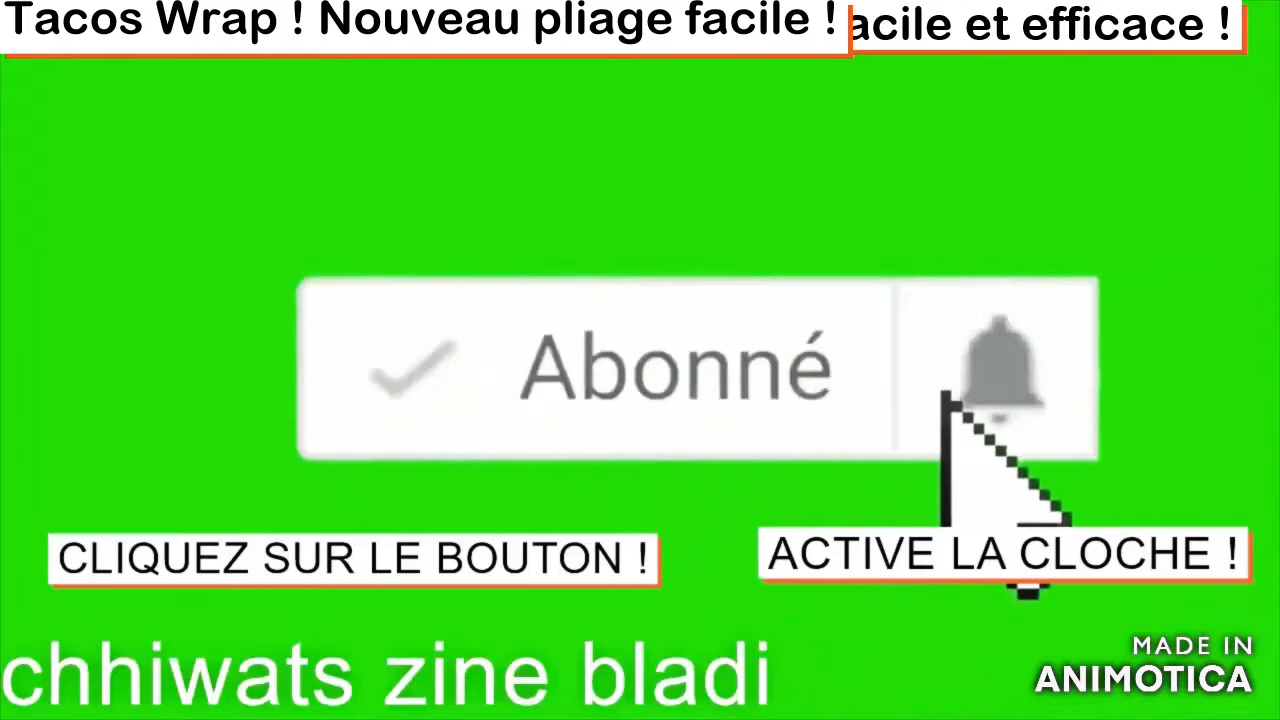 Tacos Wrap ! Nouveau pliage facile !
acile et efficace !
Abonné
CLIQUEZ SUR LE BOUTON !
ACTIVE LA CLOCHE !
chhiwats zine bladi
MADE IN
ANIMOTICA